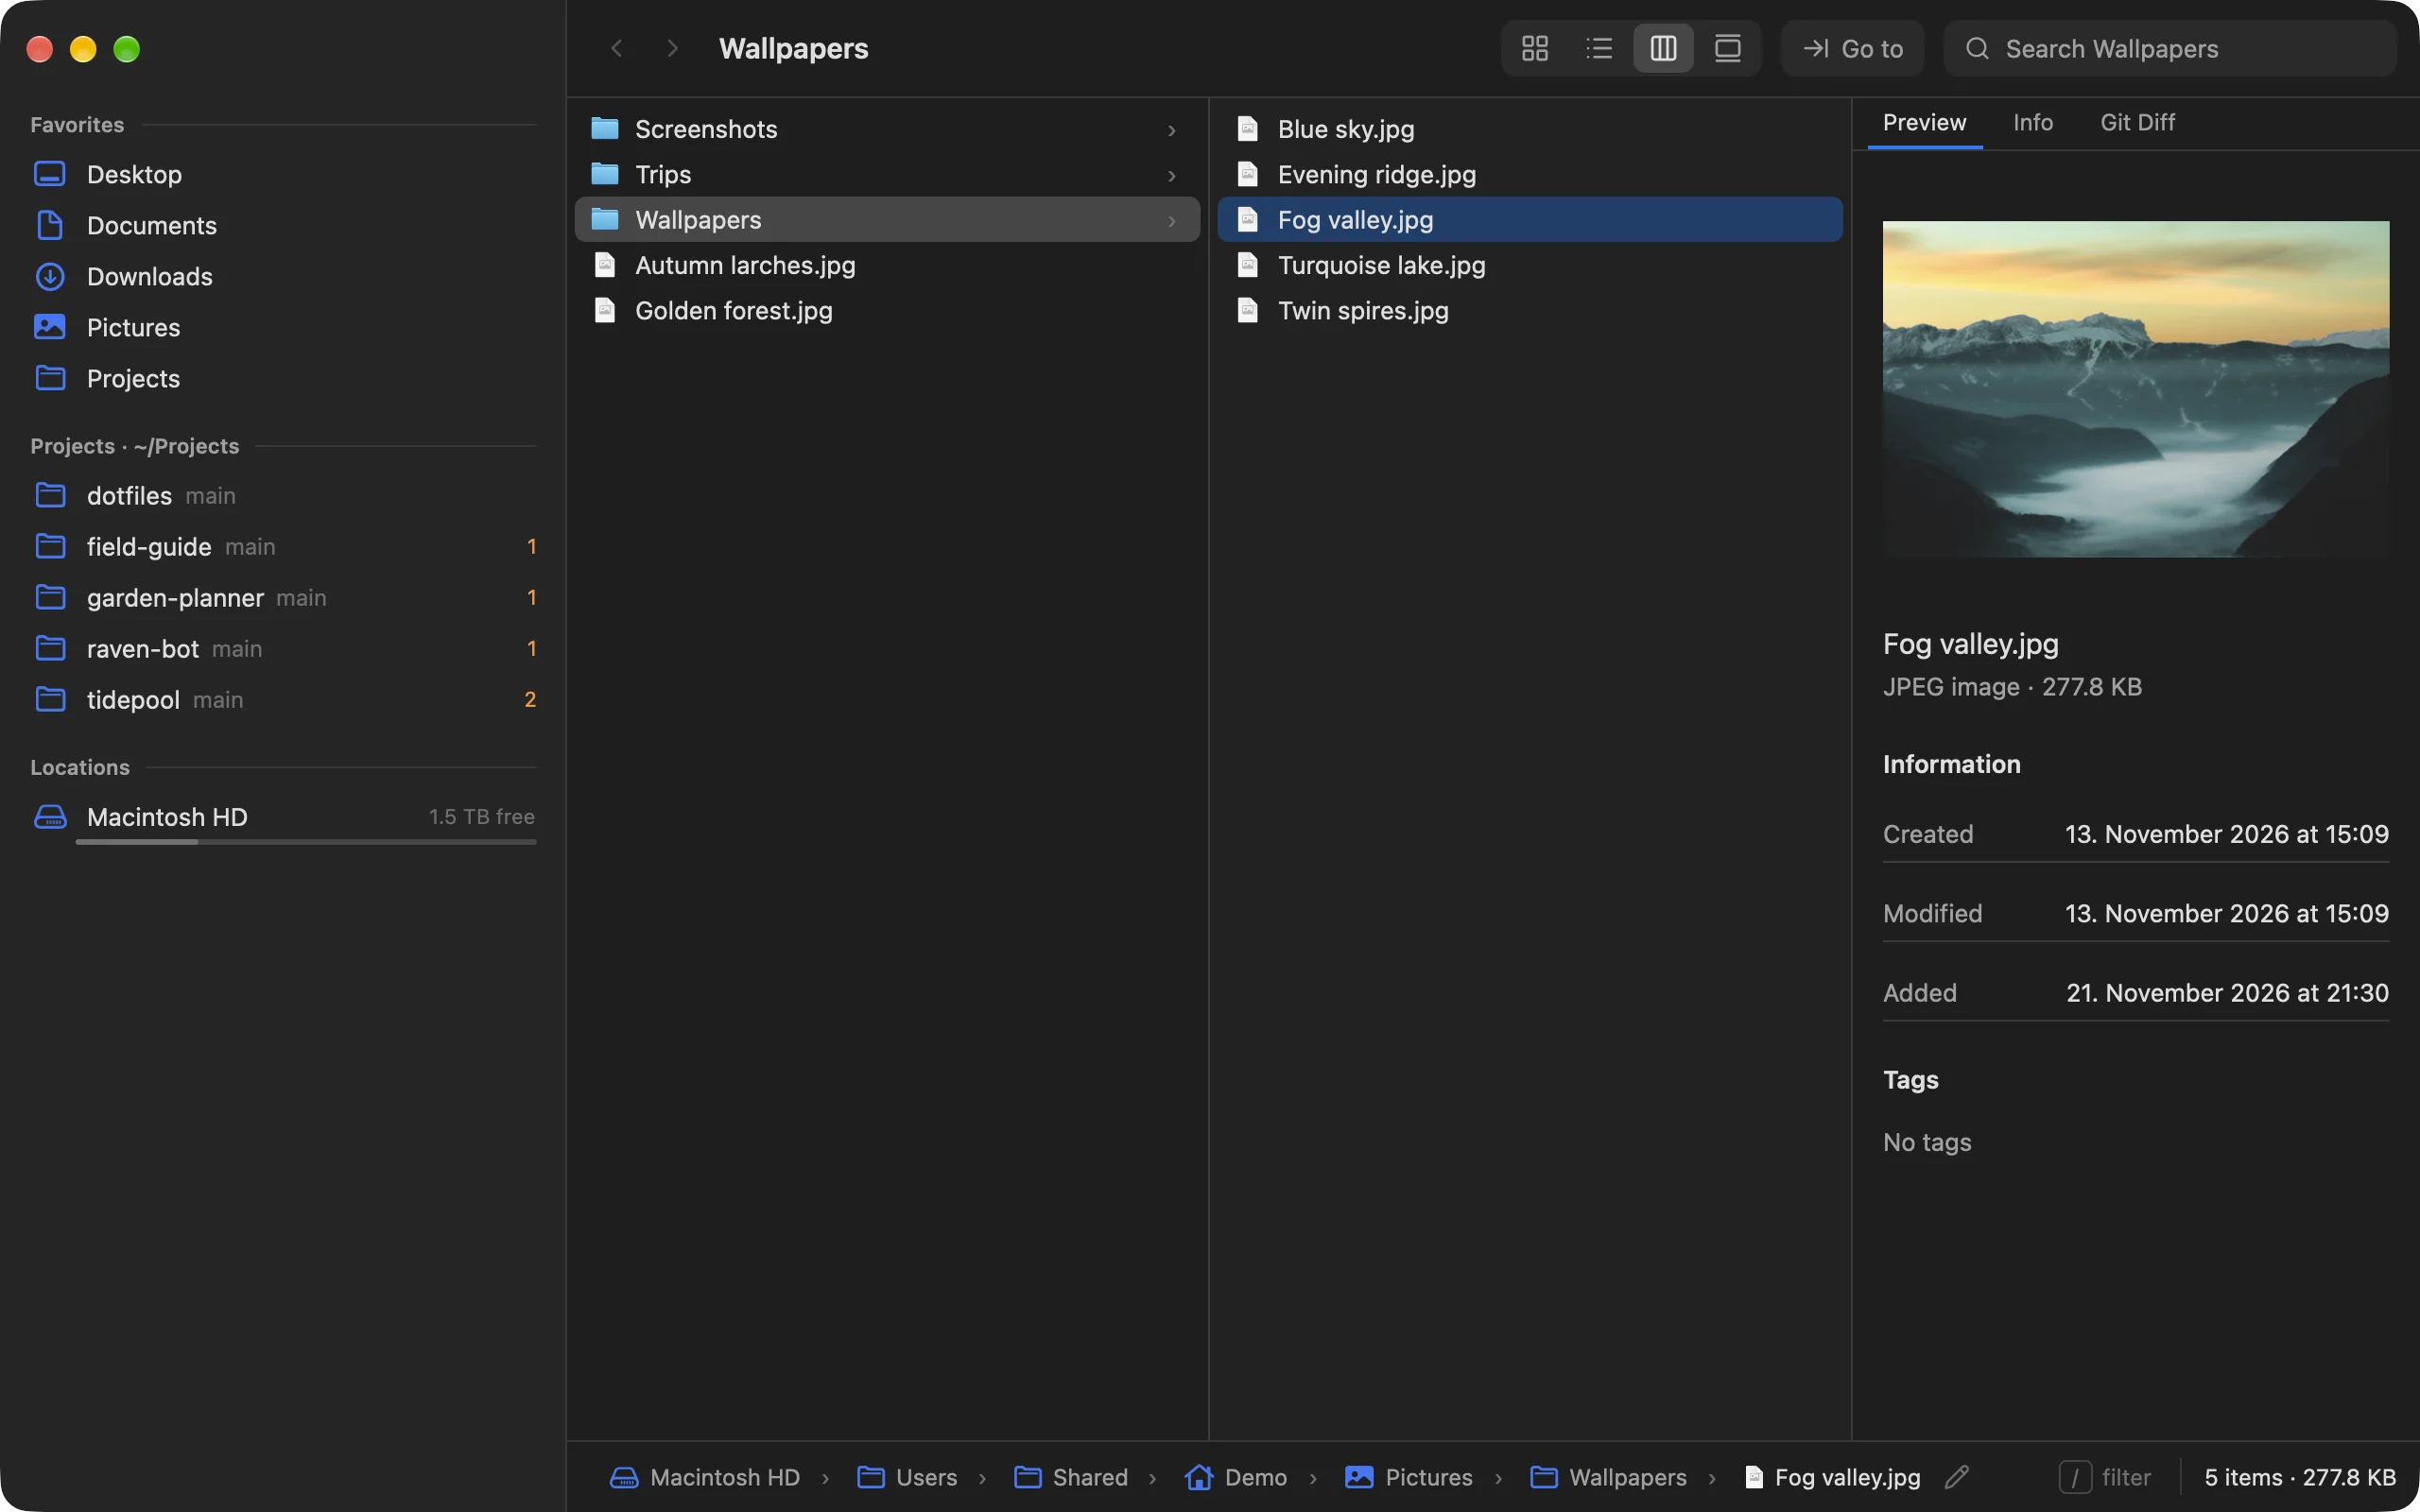 Wallpapers
Go to
Search Wallpapers
Favorites
Desktop
Documents
Downloads
Pictures
Projects
Projects · ~/Projects
dotfiles main
field-guide main 1
garden-planner main 1
raven-bot main 1
tidepool main 2
Locations
Macintosh HD 1.5 TB free
Screenshots
Trips
Wallpapers
Autumn larches.jpg
Golden forest.jpg
Blue sky.jpg
Evening ridge.jpg
Fog valley.jpg
Turquoise lake.jpg
Twin spires.jpg
Preview Info Git Diff
Fog valley.jpg
JPEG image · 277.8 KB
Information
Created 13. November 2026 at 15:09
Modified 13. November 2026 at 15:09
Added 21. November 2026 at 21:30
Tags
No tags
Macintosh HD › Users › Shared › Demo › Pictures › Wallpapers › Fog valley.jpg
/ filter
5 items · 277.8 KB